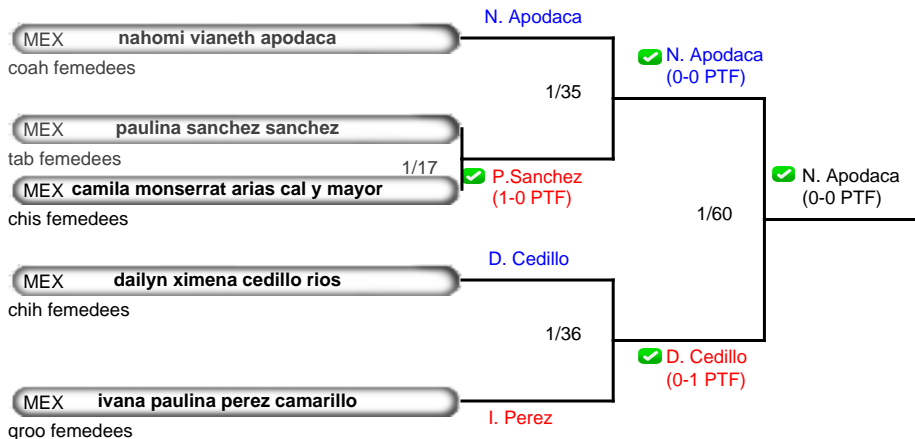 N. Apodaca
MEX nahomi vianeth apodaca
coah femedees
N. Apodaca
(0-0 PTF)
1/35
MEX paulina sanchez sanchez
tab femedees
1/17
P.Sanchez
(1-0 PTF)
MEX camila monserrat arias cal y mayor
chis femedees
N. Apodaca
(0-0 PTF)
1/60
D. Cedillo
MEX dailyn ximena cedillo rios
chih femedees
1/36
D. Cedillo
(0-1 PTF)
MEX ivana paulina perez camarillo
I. Perez
qroo femedees